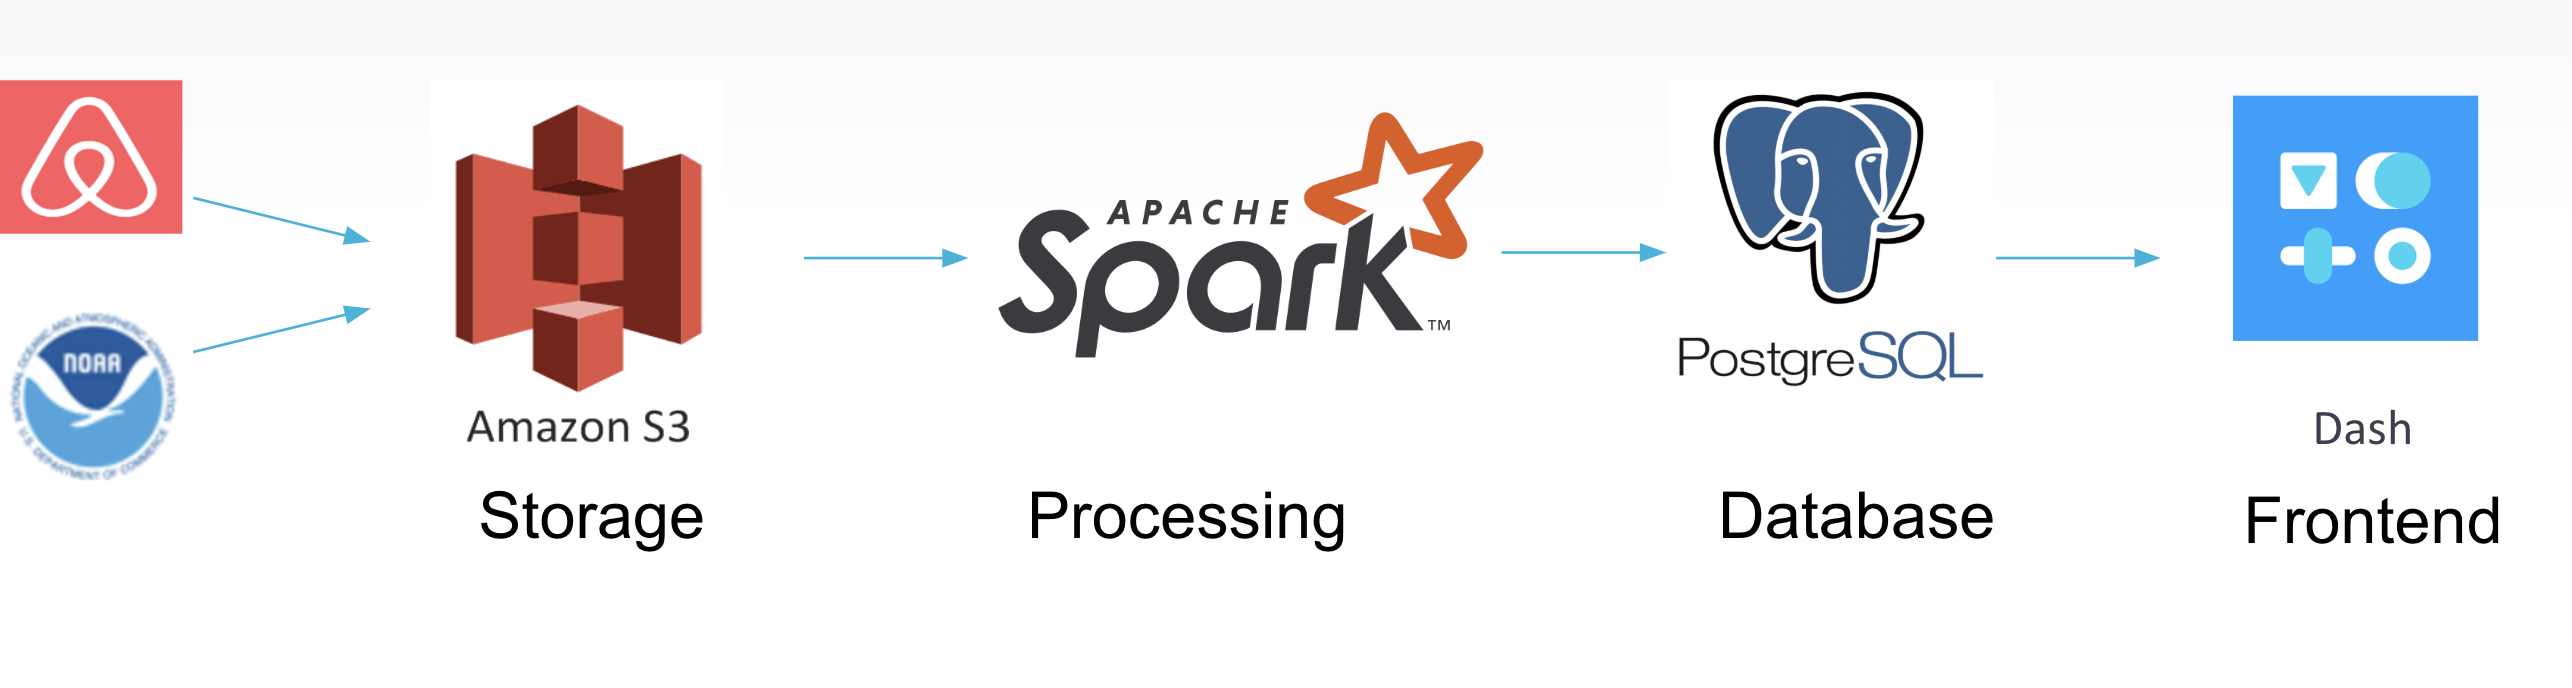 APACHE
Spark™
PostgreSQL
NOAA
NATIONAL OCEANIC AND ATMOSPHERIC ADMINISTRATION
U.S. DEPARTMENT OF COMMERCE
Amazon S3
Dash
Storage
Processing
Database
Frontend